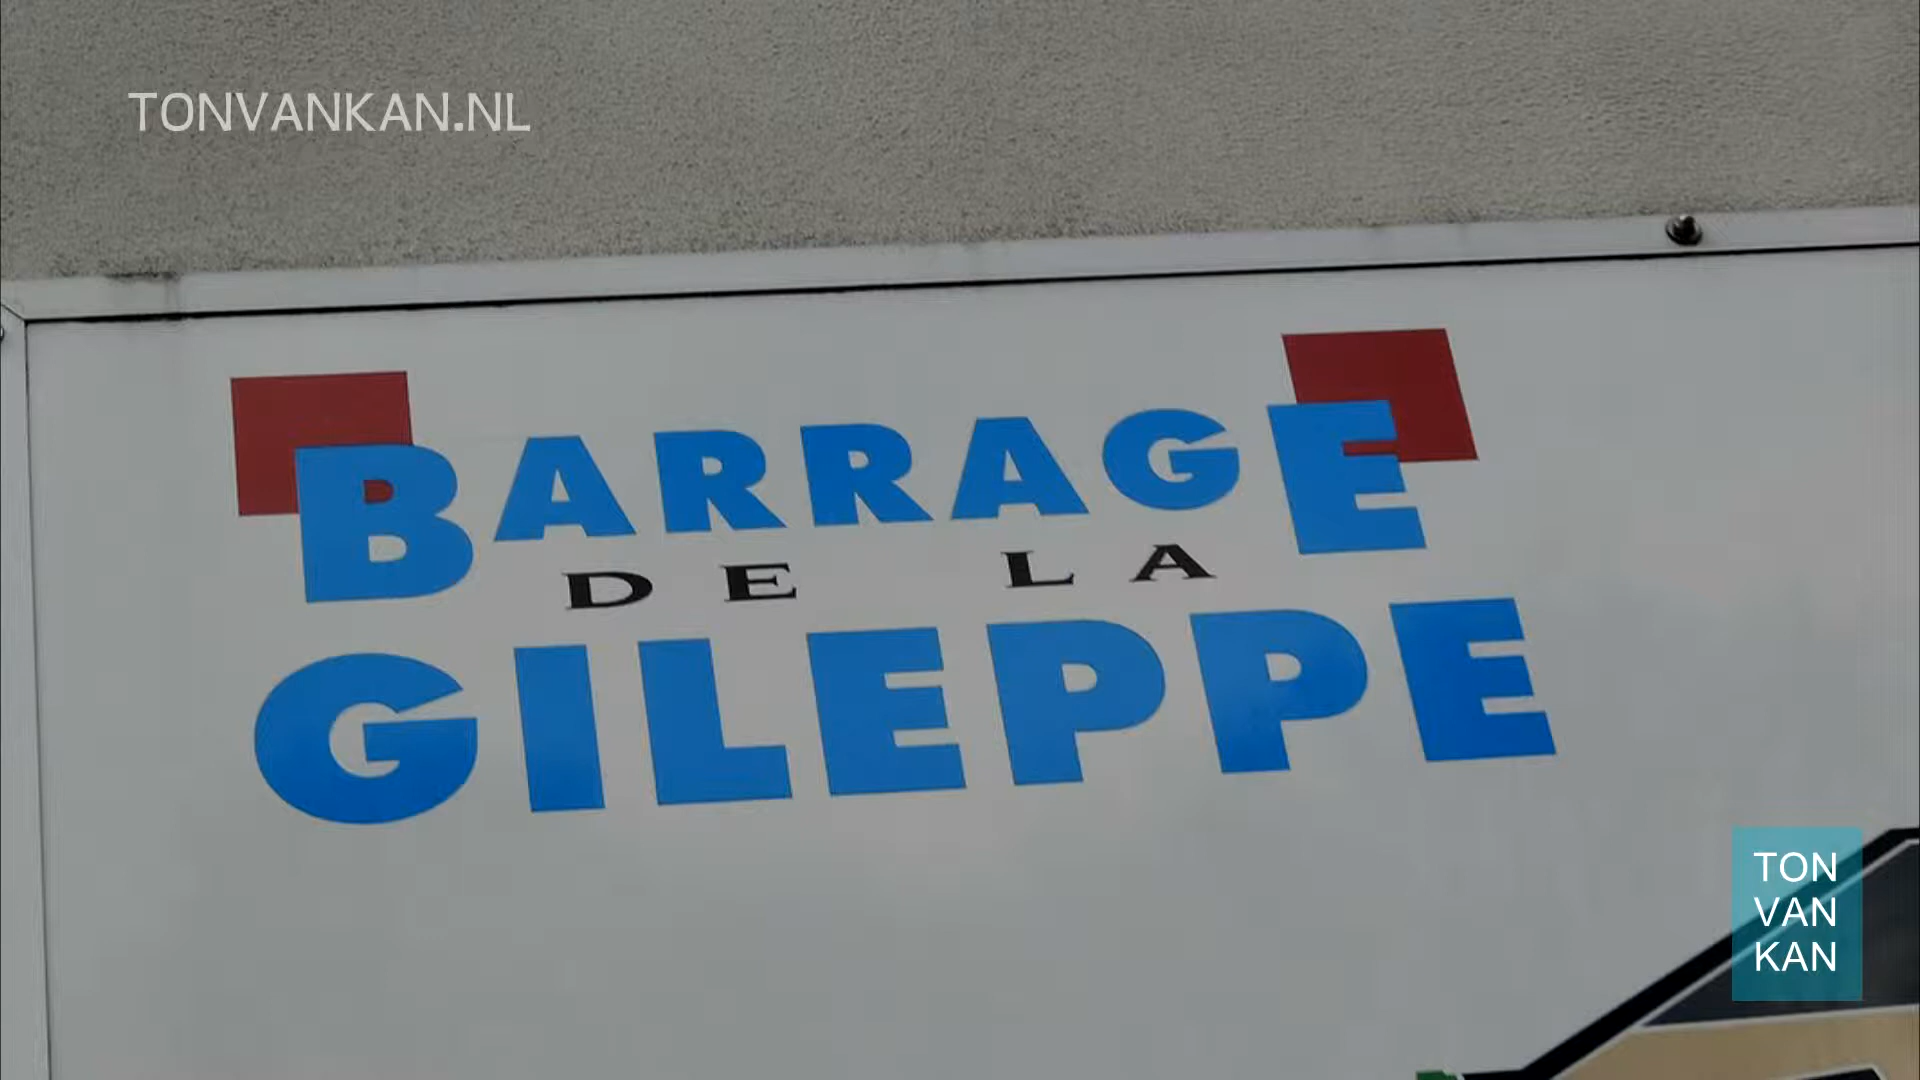 TONVANKAN.NL
BARRAGE
DE LA
GILEPPE
TON
VAN
KAN